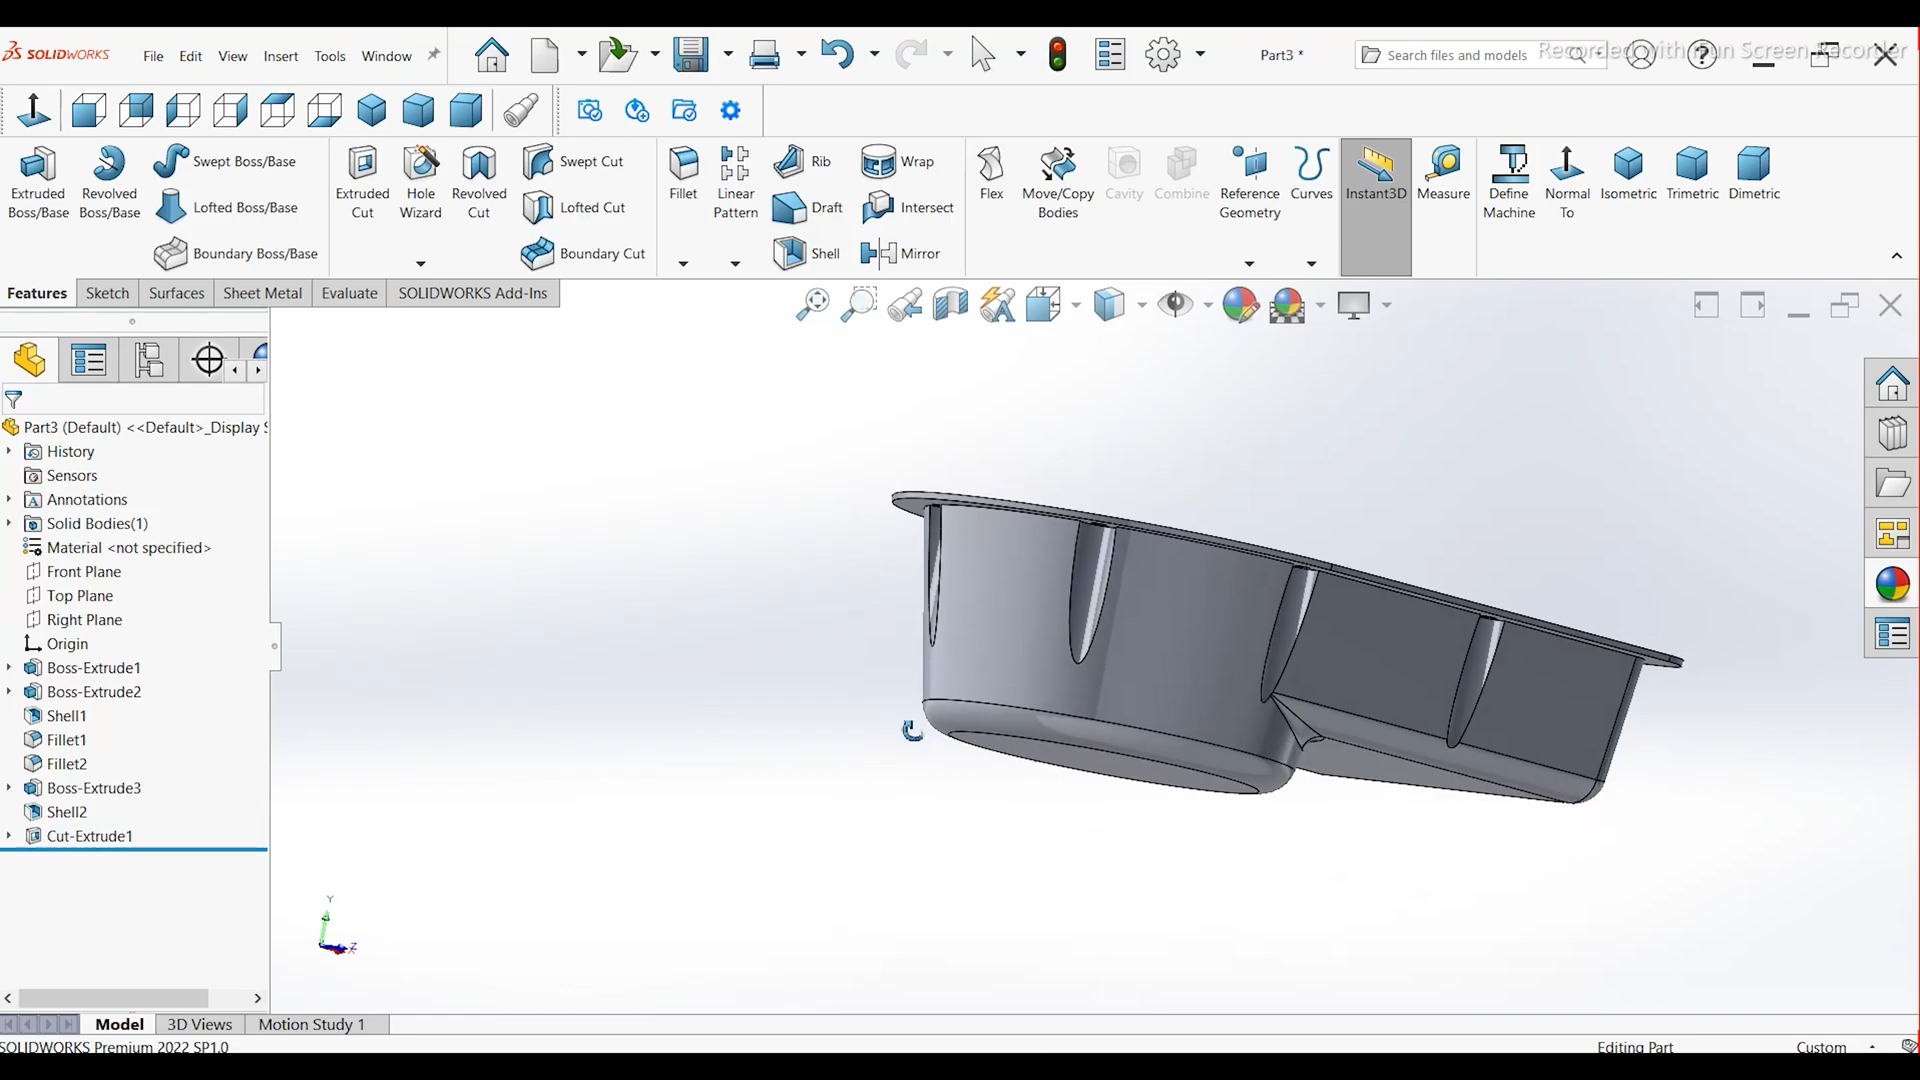 SOLIDWORKS File Edit View Insert Tools Window Part3 * Search files and models
Recorded with Fun Screen Recorder
Extruded Boss/Base
Revolved Boss/Base
Swept Boss/Base
Lofted Boss/Base
Boundary Boss/Base
Extruded Cut
Hole Wizard
Revolved Cut
Swept Cut
Lofted Cut
Boundary Cut
Fillet
Linear Pattern
Rib
Draft
Shell
Wrap
Intersect
Mirror
Flex
Move/Copy Bodies
Cavity
Combine
Reference Geometry
Curves
Instant3D
Measure
Define Machine
Normal To
Isometric
Trimetric
Dimetric
Features Sketch Surfaces Sheet Metal Evaluate SOLIDWORKS Add-Ins
Part3 (Default) <<Default>_Display S
History
Sensors
Annotations
Solid Bodies(1)
Material <not specified>
Front Plane
Top Plane
Right Plane
Origin
Boss-Extrude1
Boss-Extrude2
Shell1
Fillet1
Fillet2
Boss-Extrude3
Shell2
Cut-Extrude1
Y
Z
X
Model 3D Views Motion Study 1
SOLIDWORKS Premium 2022 SP1.0 Editing Part Custom